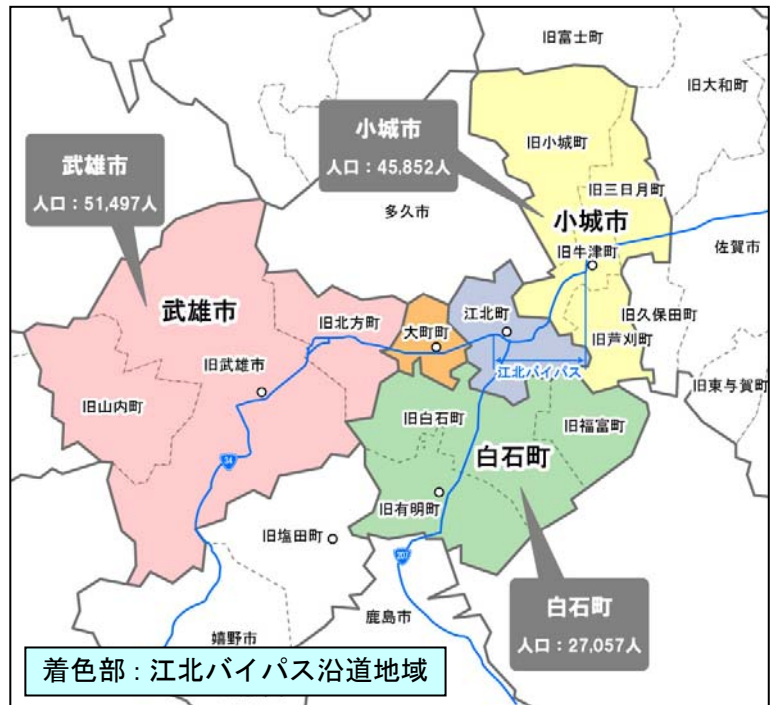 旧富士町
旧大和町
小城市
人口：45,852人
旧小城町
武雄市
人口：51,497人
旧三日月町
多久市
小城市
旧牛津町
佐賀市
武雄市
旧北方町
大町町
江北町
旧久保田町
旧芦刈町
旧武雄市
江北バイパス
旧東与賀町
旧山内町
旧白石町
旧福富町
白石町
34
旧有明町
旧塩田町
207
白石町
人口：27,057人
鹿島市
嬉野市
着色部：江北バイパス沿道地域